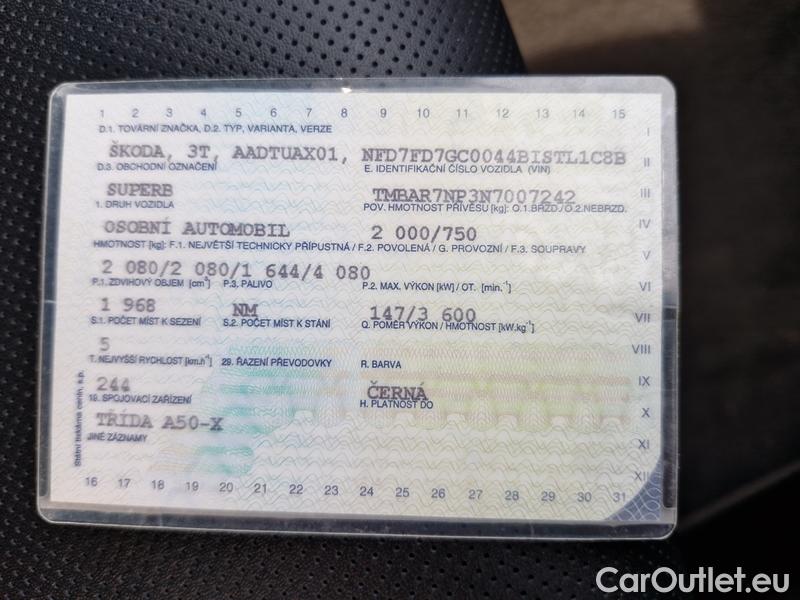 1 2 3 4 5 6 7 8 9 10 11 12 13 14 15
D.1. TOVÁRNÍ ZNAČKA, D.2. TYP, VARIANTA, VERZE I
ŠKODA, 3T, AADTUAX01, NFD7FD7GC0044BISTL1C8B II
D.3. OBCHODNÍ OZNAČENÍ E. IDENTIFIKAČNÍ ČÍSLO VOZIDLA (VIN)
SUPERB TMBAR7NP3N7007242 III
1. DRUH VOZIDLA POV. HMOTNOST PŘÍVĚSU [kg]: O.1.BRZD./O.2.NEBRZD.
OSOBNÍ AUTOMOBIL 2 000/750 IV
HMOTNOST [kg]: F.1. NEJVĚTŠÍ TECHNICKY PŘÍPUSTNÁ / F.2. POVOLENÁ / G. PROVOZNÍ / F.3. SOUPRAVY V
2 080/2 080/1 644/4 080
P.1. ZDVIHOVÝ OBJEM [cm³] P.3. PALIVO P.2. MAX. VÝKON [kW] / OT. [min.⁻¹] VI
1 968 NM 147/3 600 VII
S.1. POČET MÍST K SEZENÍ S.2. POČET MÍST K STÁNÍ Q. POMĚR VÝKON / HMOTNOST [kW.kg⁻¹]
5 VIII
T. NEJVYŠŠÍ RYCHLOST [km.h⁻¹] 29. ŘAZENÍ PŘEVODOVKY R. BARVA
244 ČERNÁ IX
19. SPOJOVACÍ ZAŘÍZENÍ H. PLATNOST DO X
TŘÍDA A50-X
JINÉ ZÁZNAMY XI
XII
16 17 18 19 20 21 22 23 24 25 26 27 28 29 30 31
Státní tiskárna cenin, s.p.
CarOutlet.eu